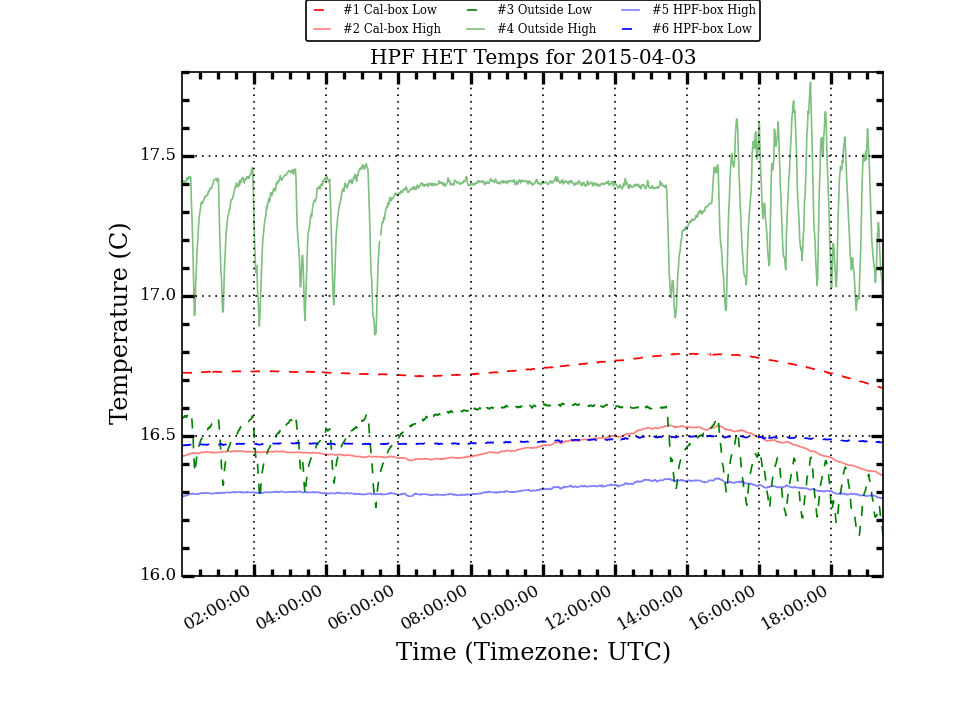 #1 Cal-box Low #3 Outside Low #5 HPF-box High
#2 Cal-box High #4 Outside High #6 HPF-box Low
HPF HET Temps for 2015-04-03
17.5
17.0
16.5
16.0
Temperature (C)
02:00:00 04:00:00 06:00:00 08:00:00 10:00:00 12:00:00 14:00:00 16:00:00 18:00:00
Time (Timezone: UTC)